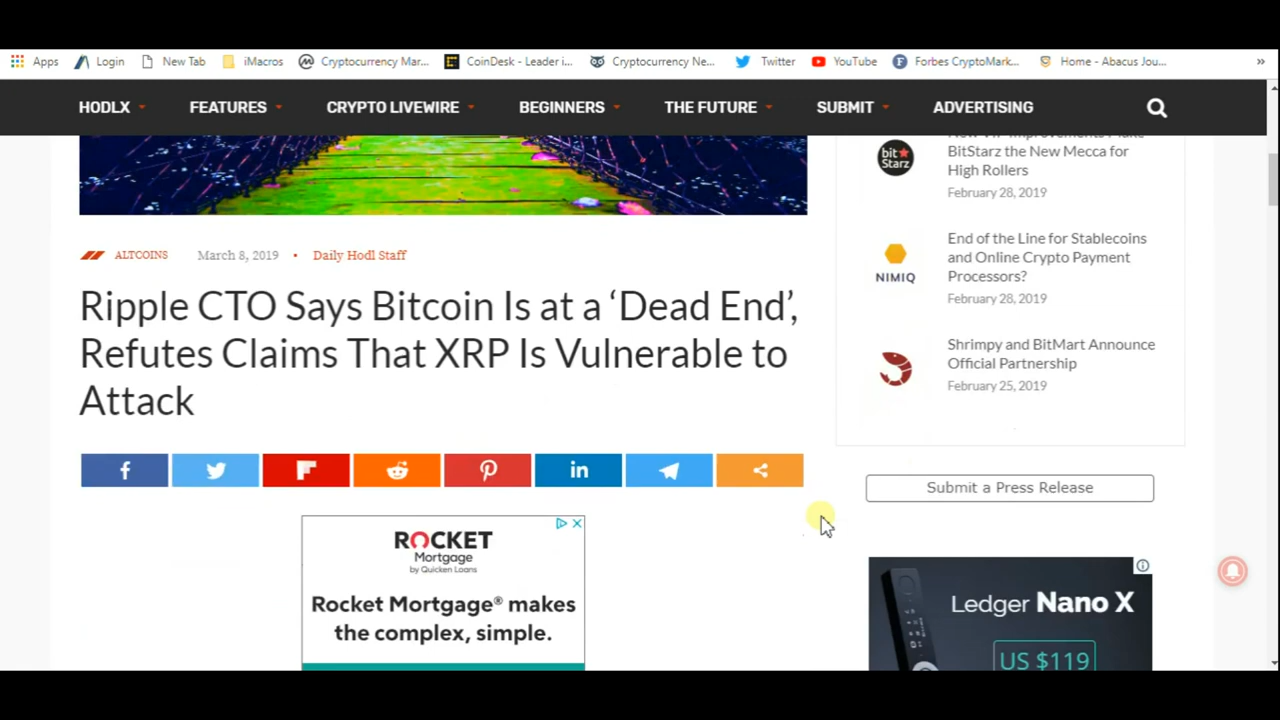 Apps
Login
New Tab
iMacros
Cryptocurrency Mar...
CoinDesk - Leader i...
Cryptocurrency Ne...
Twitter
YouTube
Forbes CryptoMark...
Home - Abacus Jou...
»
HODLX
FEATURES
CRYPTO LIVEWIRE
BEGINNERS
THE FUTURE
SUBMIT
ADVERTISING
ALTCOINS March 8, 2019 • Daily Hodl Staff
Ripple CTO Says Bitcoin Is at a ‘Dead End’,
Refutes Claims That XRP Is Vulnerable to
Attack
f
in
ROCKET
Mortgage
by Quicken Loans
Rocket Mortgage® makes
the complex, simple.
bit
Starz
New VIP Improvements Make
BitStarz the New Mecca for
High Rollers
February 28, 2019
NIMIQ
End of the Line for Stablecoins
and Online Crypto Payment
Processors?
February 28, 2019
Shrimpy and BitMart Announce
Official Partnership
February 25, 2019
Submit a Press Release
Ledger Nano X
US $119